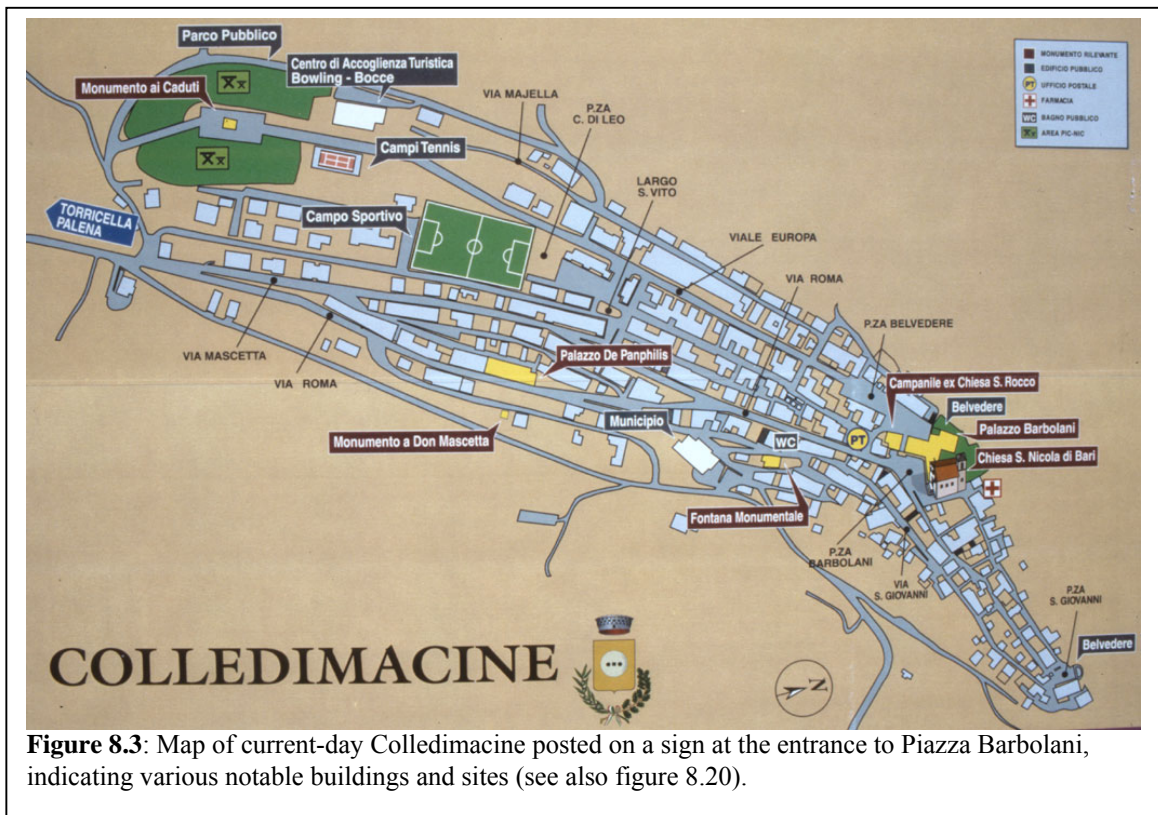 Parco Pubblico
Centro di Accoglienza Turistica
Bowling - Bocce
Monumento ai Caduti
VIA MAJELLA
P.ZA
C. DI LEO
MONUMENTO RILEVANTE
EDIFICIO PUBBLICO
PT UFFICIO POSTALE
FARMACIA
WC BAGNO PUBBLICO
AREA PIC-NIC
Campi Tennis
LARGO
S. VITO
TORRICELLA
PALENA
Campo Sportivo
VIALE EUROPA
VIA ROMA
P.ZA BELVEDERE
VIA MASCETTA
VIA ROMA
Palazzo De Panphilis
Campanile ex Chiesa S. Rocco
Belvedere
Palazzo Barbolani
Chiesa S. Nicola di Bari
Monumento a Don Mascetta
Municipio
WC
PT
Fontana Monumentale
P.ZA
BARBOLANI
VIA
S. GIOVANNI
P.ZA
S. GIOVANNI
Belvedere
COLLEDIMACINE
N
Figure 8.3: Map of current-day Colledimacine posted on a sign at the entrance to Piazza Barbolani,
indicating various notable buildings and sites (see also figure 8.20).